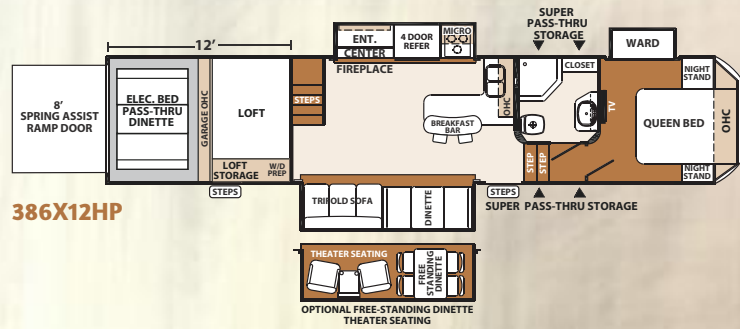 SUPER
PASS-THRU
STORAGE
12'
ENT.
CENTER
FIREPLACE
4 DOOR
REFER
MICRO
WARD
CLOSET
8'
SPRING ASSIST
RAMP DOOR
ELEC. BED
PASS-THRU
DINETTE
GARAGE OHC
LOFT
STEPS
OHC
BREAKFAST
BAR
TV
NIGHT
STAND
QUEEN BED
OHC
NIGHT
STAND
LOFT
STORAGE
W/D
PREP
STEP
STEP
STEPS
STEPS
SUPER PASS-THRU STORAGE
TRIFOLD SOFA
DINETTE
386X12HP
THEATER SEATING
FREE
STANDING
DINETTE
OPTIONAL FREE-STANDING DINETTE
THEATER SEATING